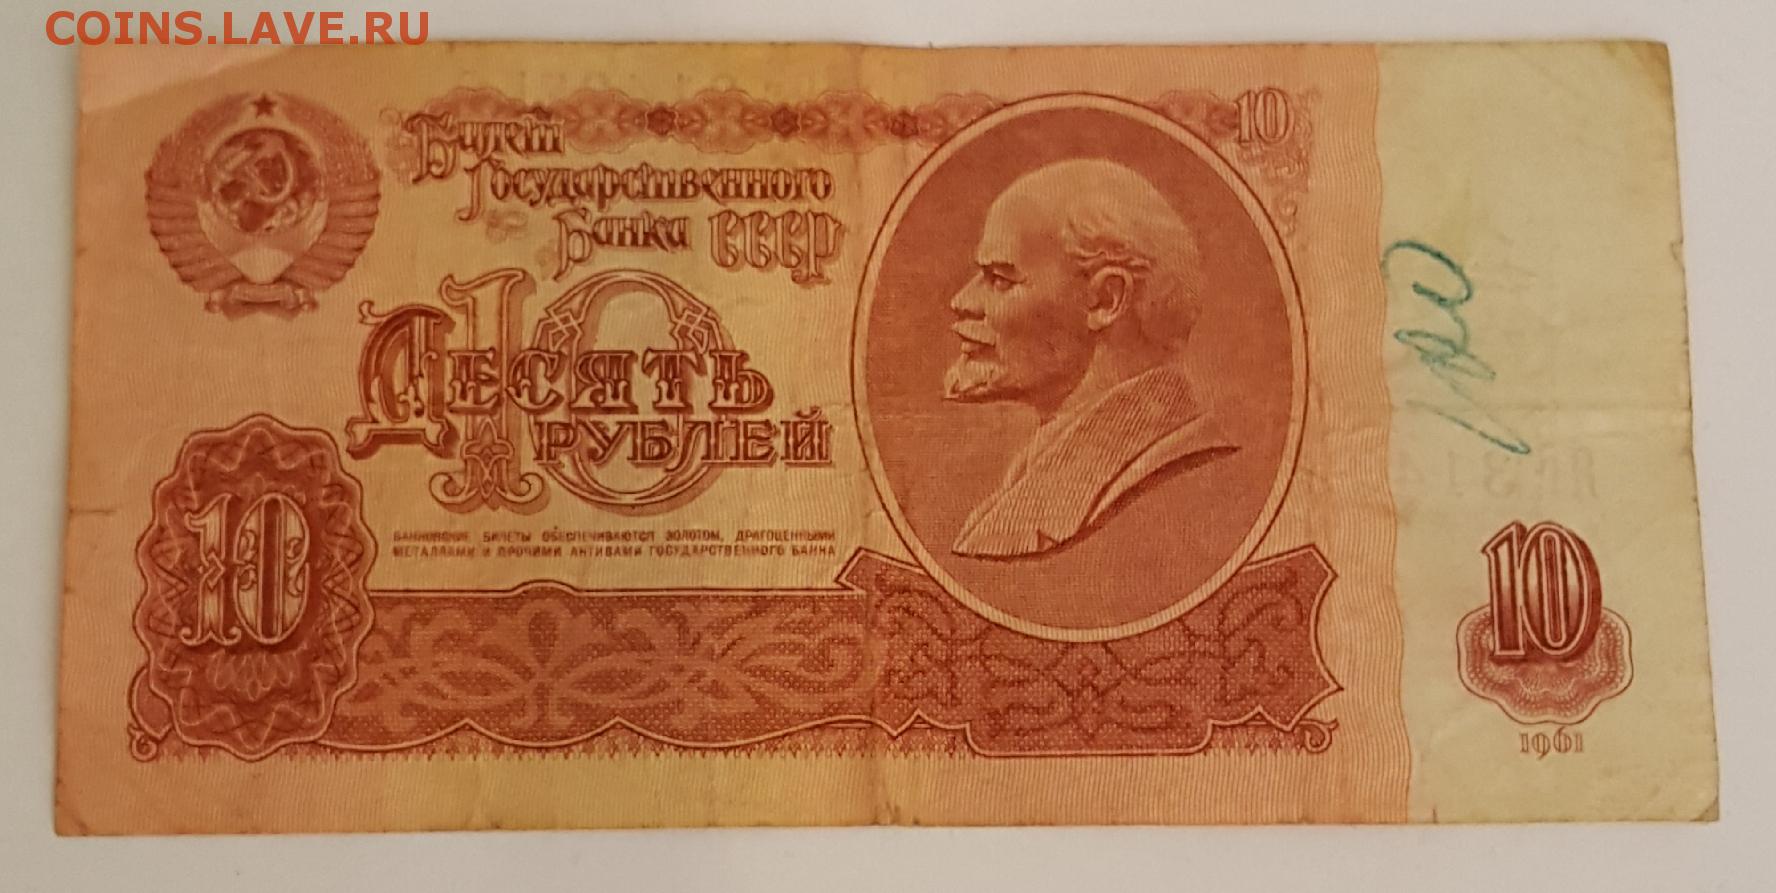 COINS.LAVE.RU
10
Билет
Государственного
Банка СССР
10
Десять
рублей
БАНКОВСКИЕ БИЛЕТЫ ОБЕСПЕЧИВАЮТСЯ ЗОЛОТОМ, ДРАГОЦЕННЫМИ
МЕТАЛЛАМИ И ПРОЧИМИ АКТИВАМИ ГОСУДАРСТВЕННОГО БАНКА
10
10
1961